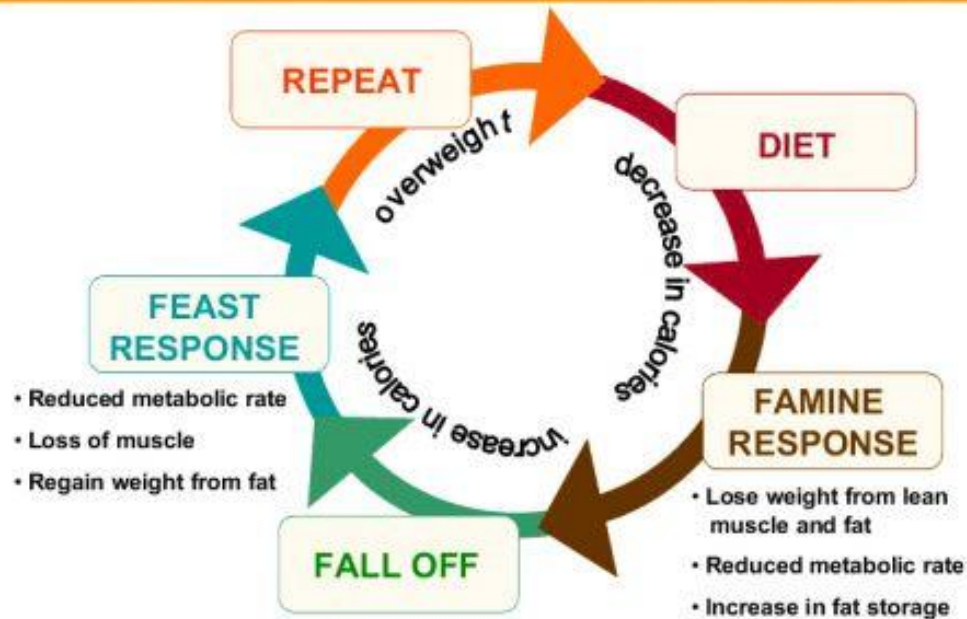 REPEAT
DIET
overweight
decrease in calories
increase in calories
FEAST
RESPONSE
• Reduced metabolic rate
• Loss of muscle
• Regain weight from fat
FAMINE
RESPONSE
• Lose weight from lean
muscle and fat
• Reduced metabolic rate
• Increase in fat storage
FALL OFF